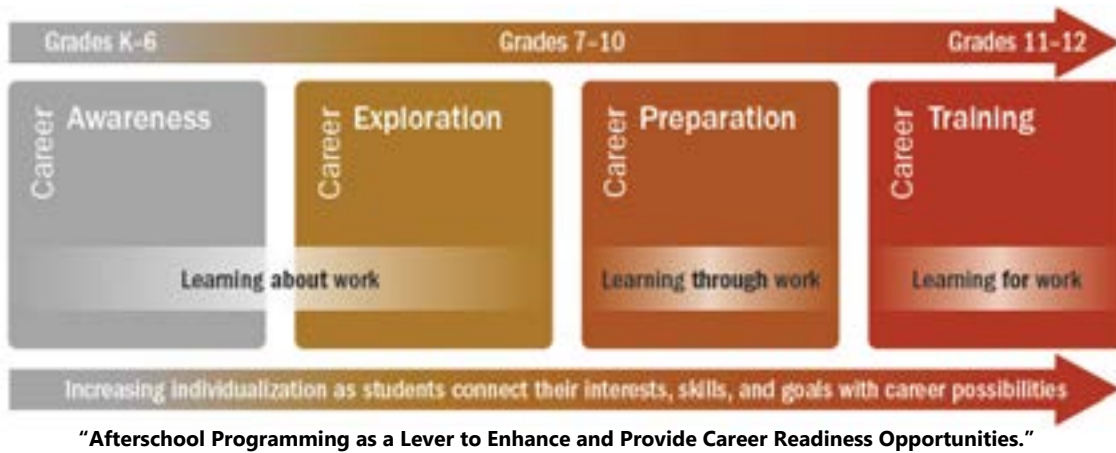 Grades K–6 Grades 7–10 Grades 11–12
Career Awareness Career Exploration Career Preparation Career Training
Learning about work Learning through work Learning for work
Increasing individualization as students connect their interests, skills, and goals with career possibilities
“Afterschool Programming as a Lever to Enhance and Provide Career Readiness Opportunities.”